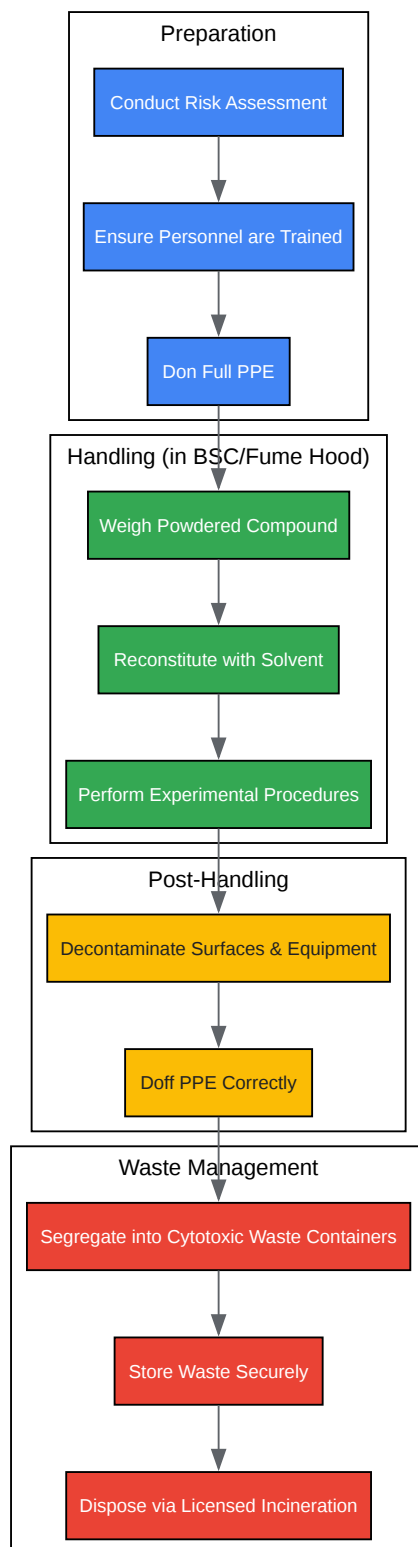 Preparation
Conduct Risk Assessment
Ensure Personnel are Trained
Don Full PPE
Handling (in BSC/Fume Hood)
Weigh Powdered Compound
Reconstitute with Solvent
Perform Experimental Procedures
Post-Handling
Decontaminate Surfaces & Equipment
Doff PPE Correctly
Waste Management
Segregate into Cytotoxic Waste Containers
Store Waste Securely
Dispose via Licensed Incineration